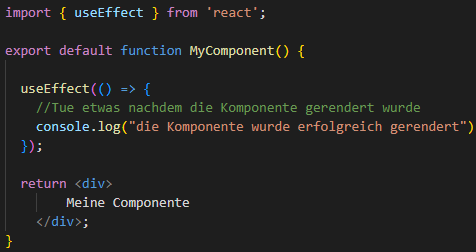 import { useEffect } from 'react';
export default function MyComponent() {
useEffect(() => {
//Tue etwas nachdem die Komponente gerendert wurde
console.log("die Komponente wurde erfolgreich gerendert")
});
return <div>
Meine Componente
</div>;
}